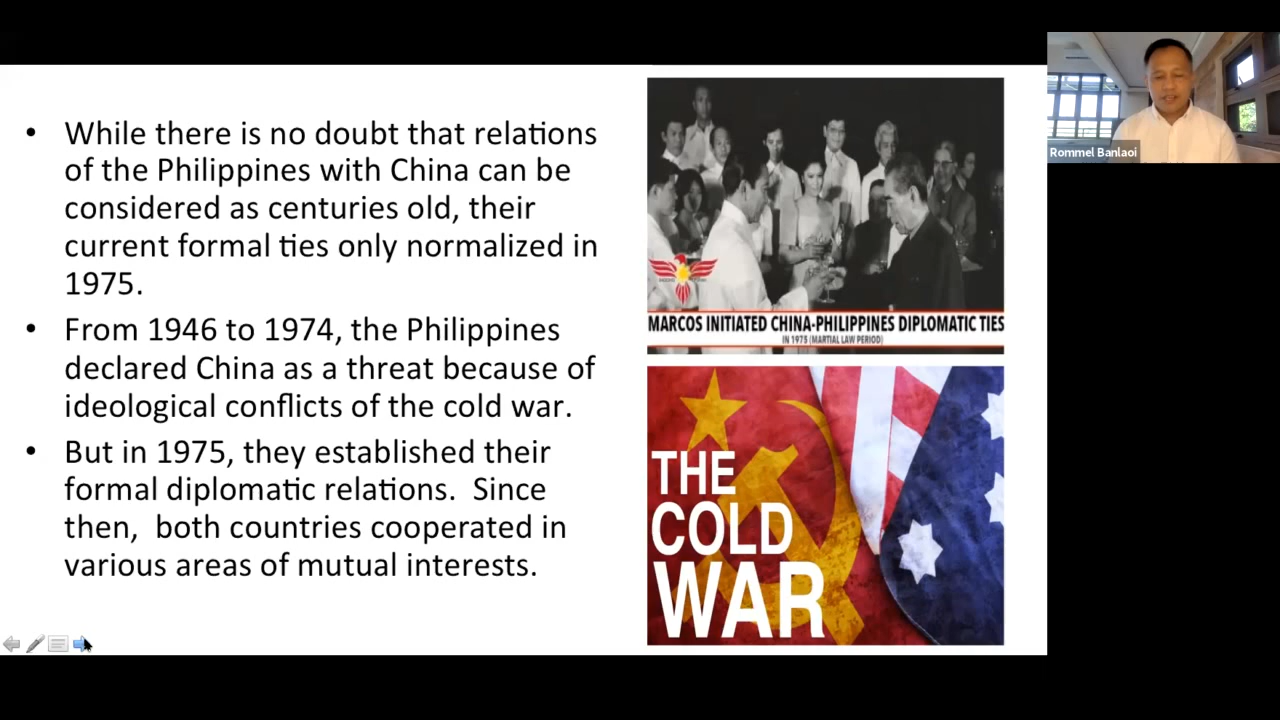 • While there is no doubt that relations
of the Philippines with China can be
considered as centuries old, their
current formal ties only normalized in
1975.
• From 1946 to 1974, the Philippines
declared China as a threat because of
ideological conflicts of the cold war.
• But in 1975, they established their
formal diplomatic relations.  Since
then,  both countries cooperated in
various areas of mutual interests.
MARCOS INITIATED CHINA-PHILIPPINES DIPLOMATIC TIES
IN 1975 (MARTIAL LAW PERIOD)
THE
COLD
WAR
Rommel Banlaoi